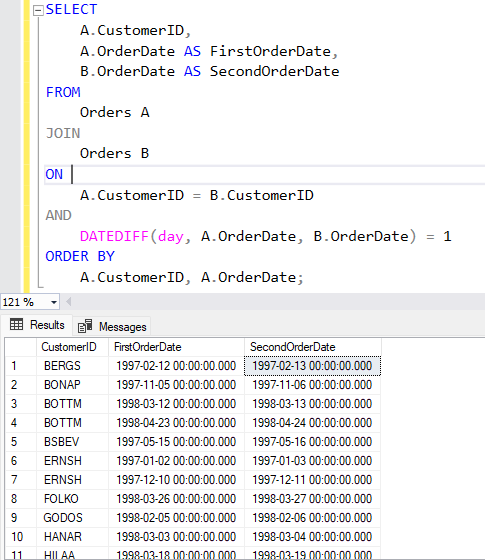 SELECT
A.CustomerID,
A.OrderDate AS FirstOrderDate,
B.OrderDate AS SecondOrderDate
FROM
Orders A
JOIN
Orders B
ON
A.CustomerID = B.CustomerID
AND
DATEDIFF(day, A.OrderDate, B.OrderDate) = 1
ORDER BY
A.CustomerID, A.OrderDate;
121 %
Results Messages
CustomerID FirstOrderDate SecondOrderDate
1 BERGS 1997-02-12 00:00:00.000 1997-02-13 00:00:00.000
2 BONAP 1997-11-05 00:00:00.000 1997-11-06 00:00:00.000
3 BOTTM 1998-03-12 00:00:00.000 1998-03-13 00:00:00.000
4 BOTTM 1998-04-23 00:00:00.000 1998-04-24 00:00:00.000
5 BSBEV 1997-05-15 00:00:00.000 1997-05-16 00:00:00.000
6 ERNSH 1997-01-02 00:00:00.000 1997-01-03 00:00:00.000
7 ERNSH 1997-12-10 00:00:00.000 1997-12-11 00:00:00.000
8 FOLKO 1998-03-26 00:00:00.000 1998-03-27 00:00:00.000
9 GODOS 1998-02-05 00:00:00.000 1998-02-06 00:00:00.000
10 HANAR 1998-03-03 00:00:00.000 1998-03-04 00:00:00.000
11 HILAA 1998-03-18 00:00:00.000 1998-03-19 00:00:00.000